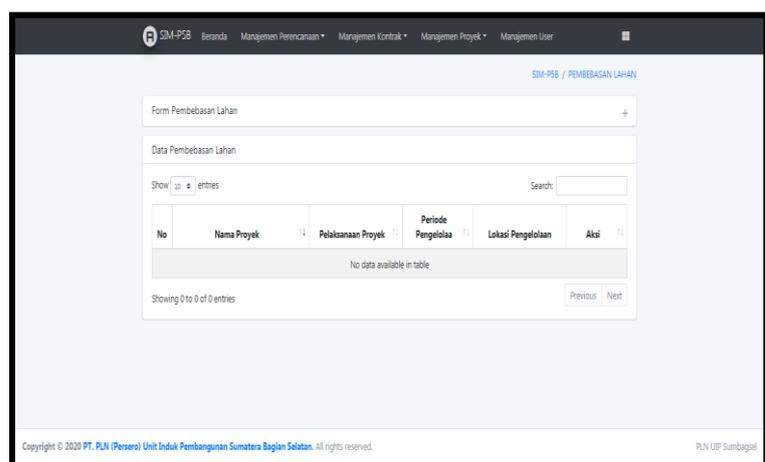 SIM-P5B Beranda Manajemen Perencanaan Manajemen Kontrak Manajemen Proyek Manajemen User
SIM-P5B / PEMBEBASAN LAHAN
Form Pembebasan Lahan +
Data Pembebasan Lahan
Show 10 entries Search:
No Nama Proyek Pelaksanaan Proyek Periode Pengelolaa Lokasi Pengelolaan Aksi
No data available in table
Showing 0 to 0 of 0 entries Previous Next
Copyright © 2020 PT. PLN (Persero) Unit Induk Pembangunan Sumatera Bagian Selatan. All rights reserved. PLN UIP Sumbagsel